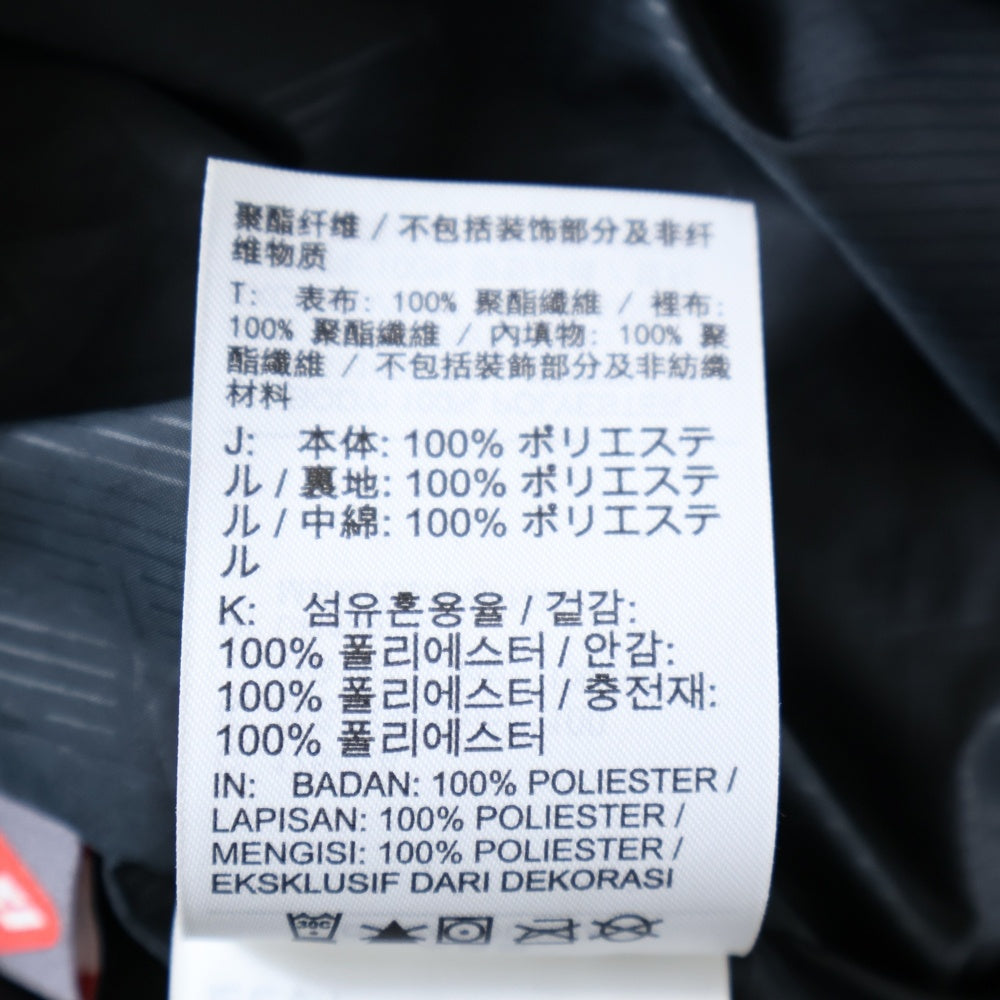 聚酯纤维 / 不包括装饰部分及非纤
维物质
T: 表布: 100% 聚酯纖維 / 裡布:
100% 聚酯纖維 / 內填物: 100% 聚
酯纖維 / 不包括裝飾部分及非紡織
材料
J: 本体: 100% ポリエステ
ル / 裏地: 100% ポリエステ
ル / 中綿: 100% ポリエステ
ル
K: 섬유혼용율 / 겉감:
100% 폴리에스터 / 안감:
100% 폴리에스터 / 충전재:
100% 폴리에스터
IN: BADAN: 100% POLIESTER /
LAPISAN: 100% POLIESTER /
MENGISI: 100% POLIESTER /
EKSKLUSIF DARI DEKORASI
30C